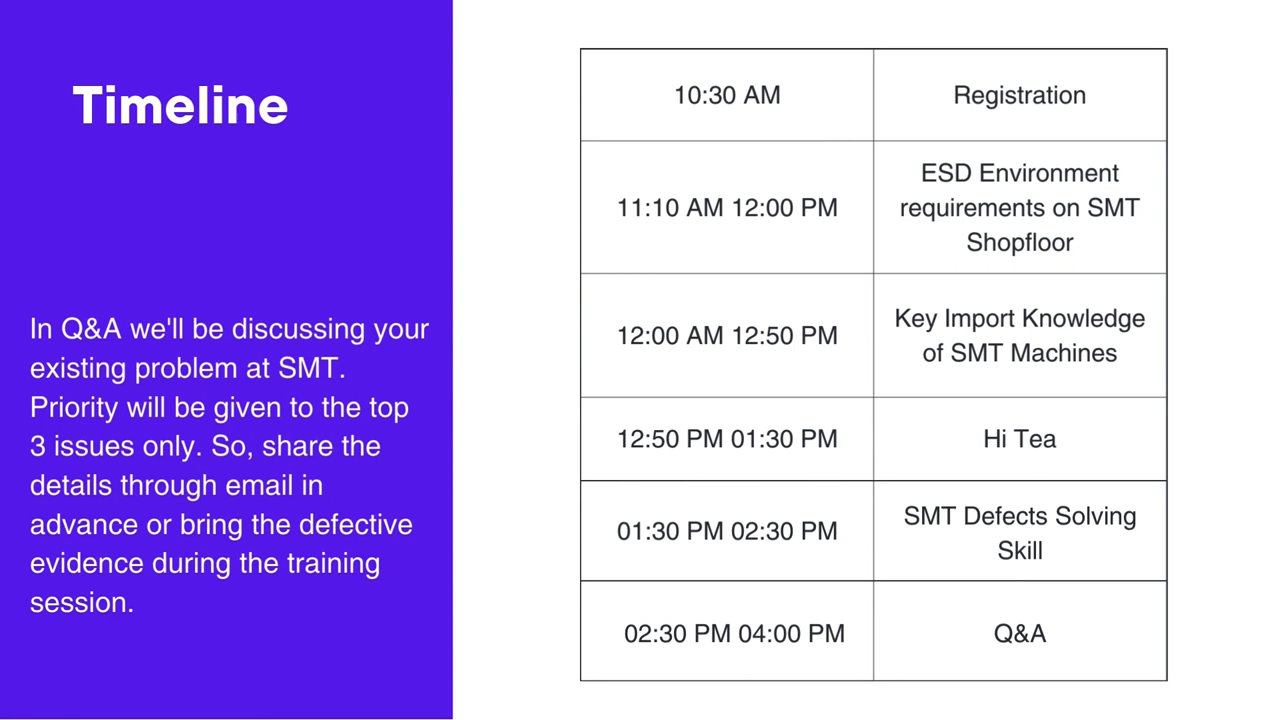 Timeline
In Q&A we'll be discussing your
existing problem at SMT.
Priority will be given to the top
3 issues only. So, share the
details through email in
advance or bring the defective
evidence during the training
session.
10:30 AM
Registration
11:10 AM 12:00 PM
ESD Environment
requirements on SMT
Shopfloor
12:00 AM 12:50 PM
Key Import Knowledge
of SMT Machines
12:50 PM 01:30 PM
Hi Tea
01:30 PM 02:30 PM
SMT Defects Solving
Skill
02:30 PM 04:00 PM
Q&A